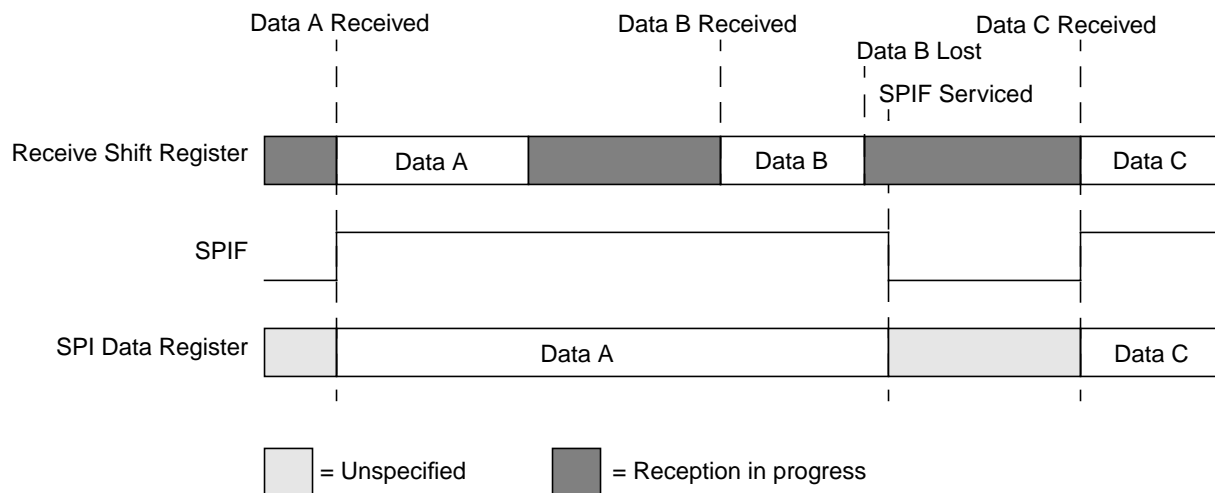 Data A Received
Data B Received
Data C Received
Data B Lost
SPIF Serviced
Receive Shift Register
Data A
Data B
Data C
SPIF
SPI Data Register
Data A
Data C
= Unspecified
= Reception in progress